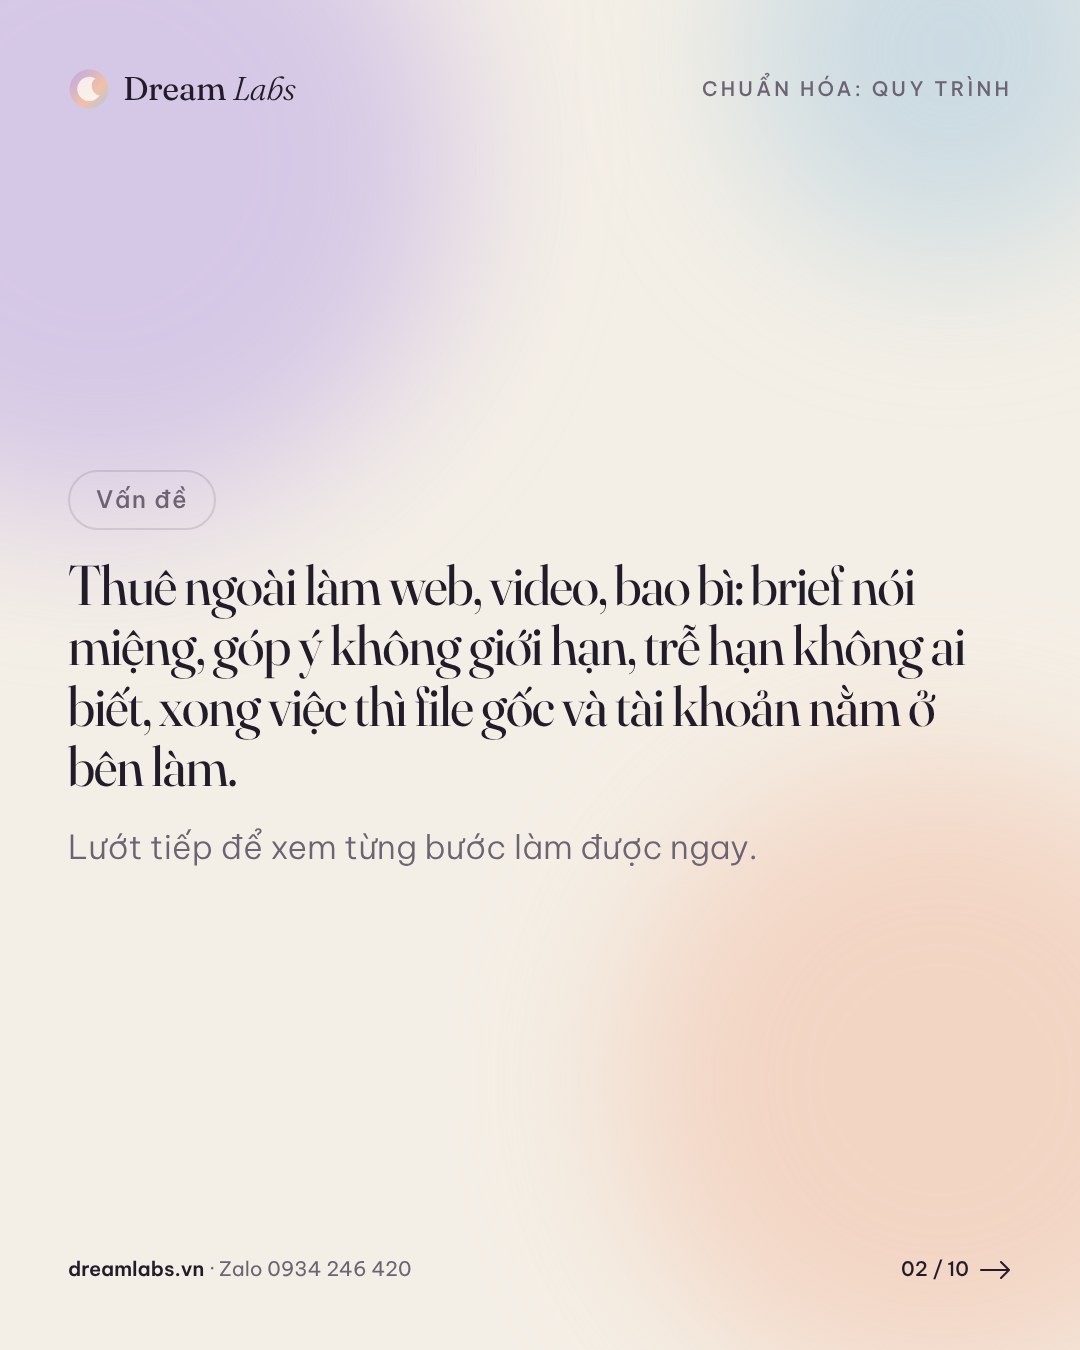 Dream Labs
CHUẨN HÓA: QUY TRÌNH
Vấn đề
Thuê ngoài làm web, video, bao bì: brief nói
miệng, góp ý không giới hạn, trễ hạn không ai
biết, xong việc thì file gốc và tài khoản nằm ở
bên làm.
Lướt tiếp để xem từng bước làm được ngay.
dreamlabs.vn · Zalo 0934 246 420
02 / 10 →